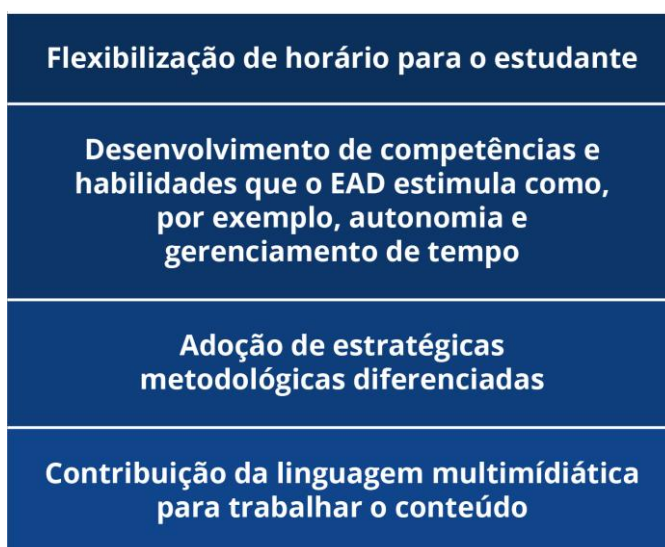 Flexibilização de horário para o estudante
Desenvolvimento de competências e
habilidades que o EAD estimula como,
por exemplo, autonomia e
gerenciamento de tempo
Adoção de estratégicas
metodológicas diferenciadas
Contribuição da linguagem multimídiática
para trabalhar o conteúdo